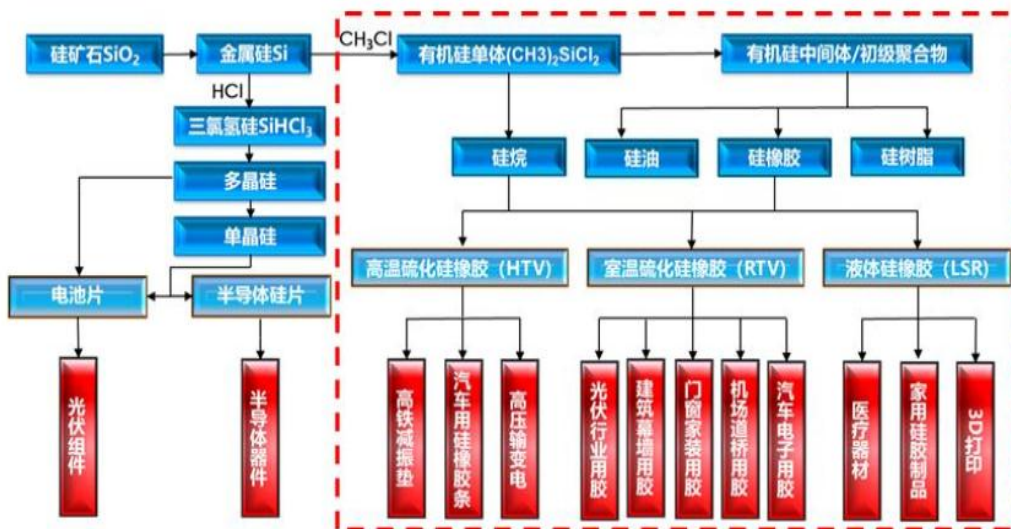 硅矿石SiO₂
金属硅Si
CH₃Cl
有机硅单体(CH3)₂SiCl₂
有机硅中间体/初级聚合物
HCl
三氯氢硅SiHCl₃
多晶硅
单晶硅
硅烷
硅油
硅橡胶
硅树脂
电池片
半导体硅片
高温硫化硅橡胶（HTV）
室温硫化硅橡胶（RTV）
液体硅橡胶（LSR）
光伏组件
半导体器件
高铁减振垫
汽车用硅橡胶条
高压输变电
光伏行业用胶
建筑幕墙用胶
门窗家装用胶
机场道桥用胶
汽车电子用胶
医疗器材
家用硅胶制品
3D打印